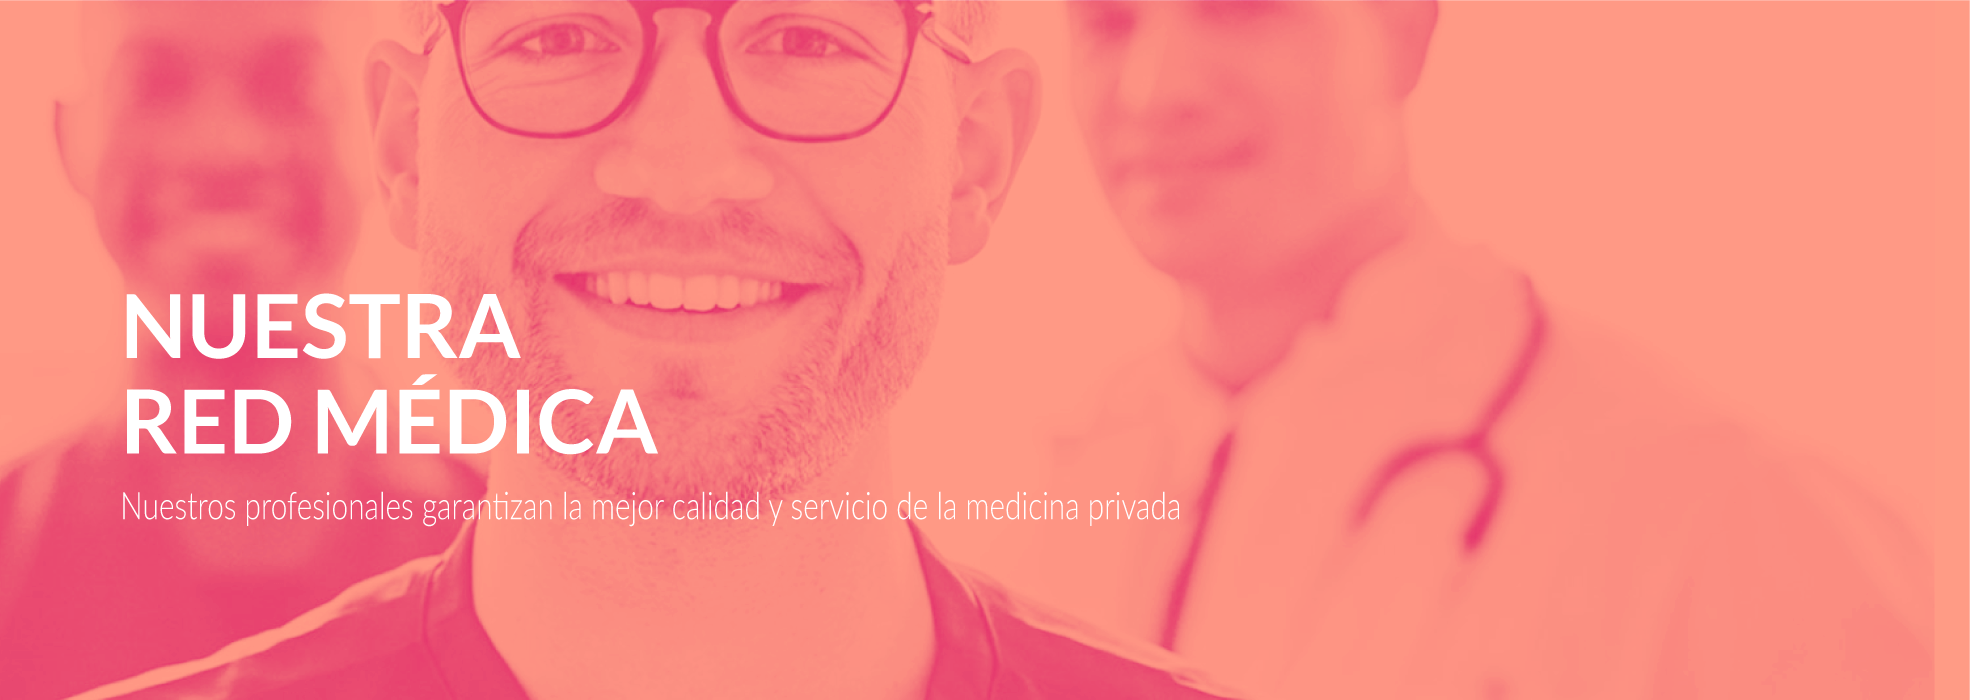 NUESTRA
RED MÉDICA
Nuestros profesionales garantizan la mejor calidad y servicio de la medicina privada